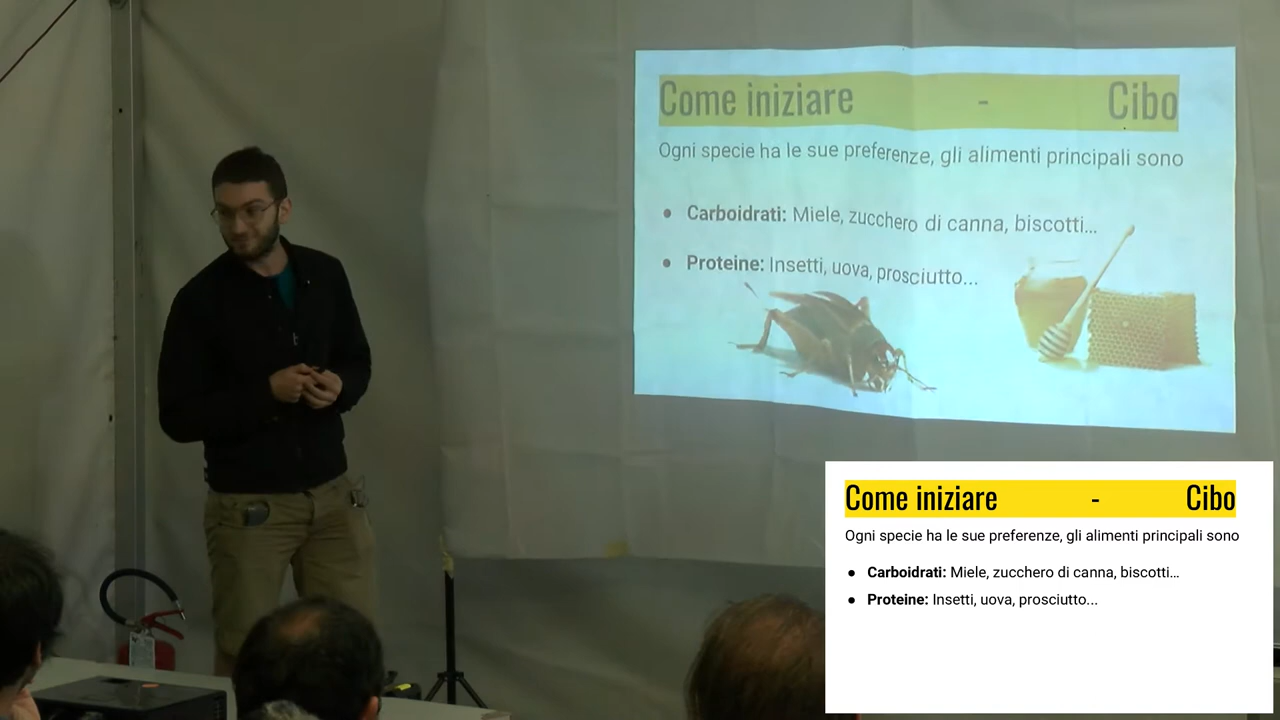 Come iniziare - Cibo
Ogni specie ha le sue preferenze, gli alimenti principali sono
● Carboidrati: Miele, zucchero di canna, biscotti...
● Proteine: Insetti, uova, prosciutto...
Come iniziare - Cibo
Ogni specie ha le sue preferenze, gli alimenti principali sono
● Carboidrati: Miele, zucchero di canna, biscotti...
● Proteine: Insetti, uova, prosciutto...